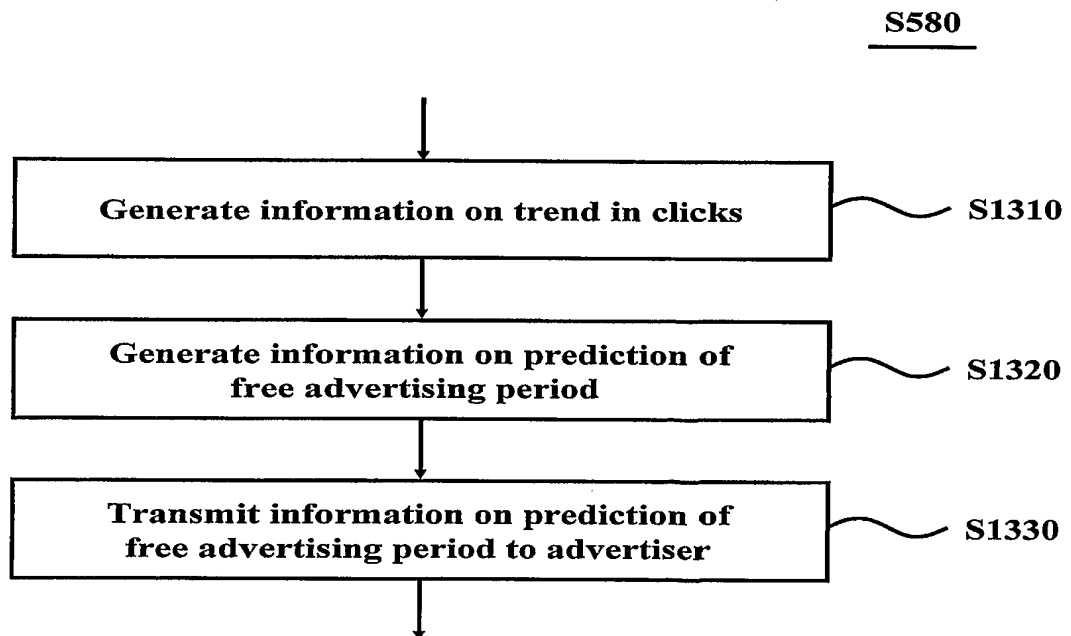 S580
Generate information on trend in clicks
S1310
Generate information on prediction of
free advertising period
S1320
Transmit information on prediction of
free advertising period to advertiser
S1330